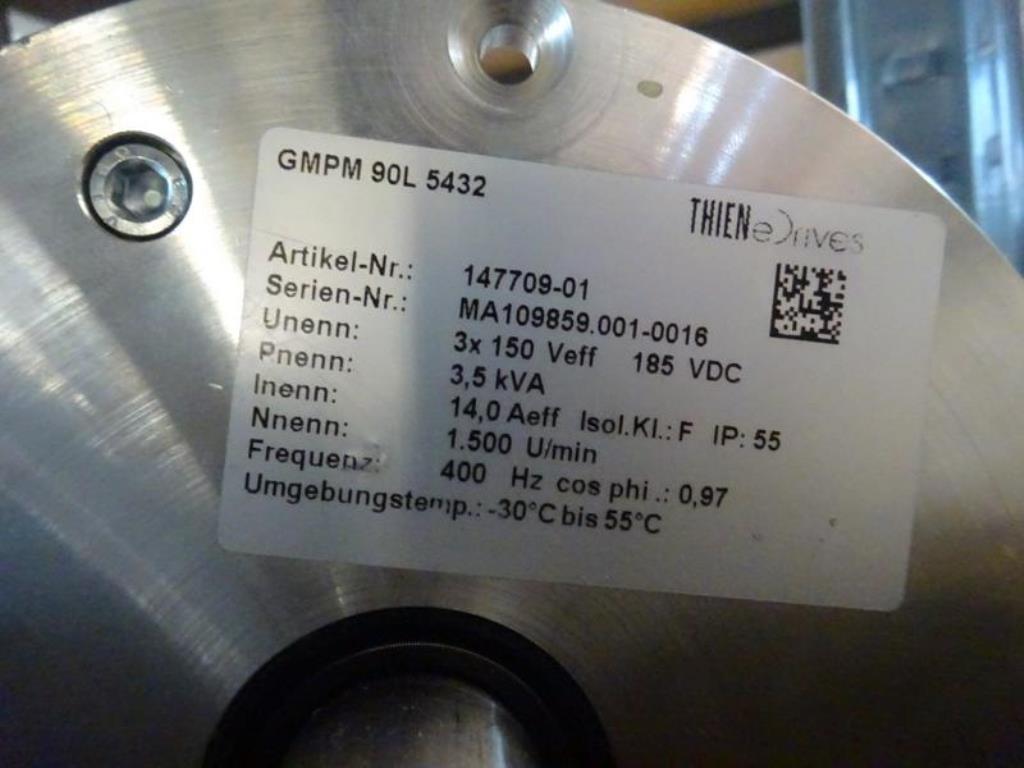 GMPM 90L 5432
THIEN eDrives
Artikel-Nr.: 147709-01
Serien-Nr.: MA109859.001-0016
Unenn: 3x 150 Veff 185 VDC
Pnenn: 3,5 kVA
Inenn: 14,0 Aeff Isol.Kl.: F IP: 55
Nnenn: 1.500 U/min
Frequenz: 400 Hz cos phi .: 0,97
Umgebungstemp.: -30°C bis 55°C